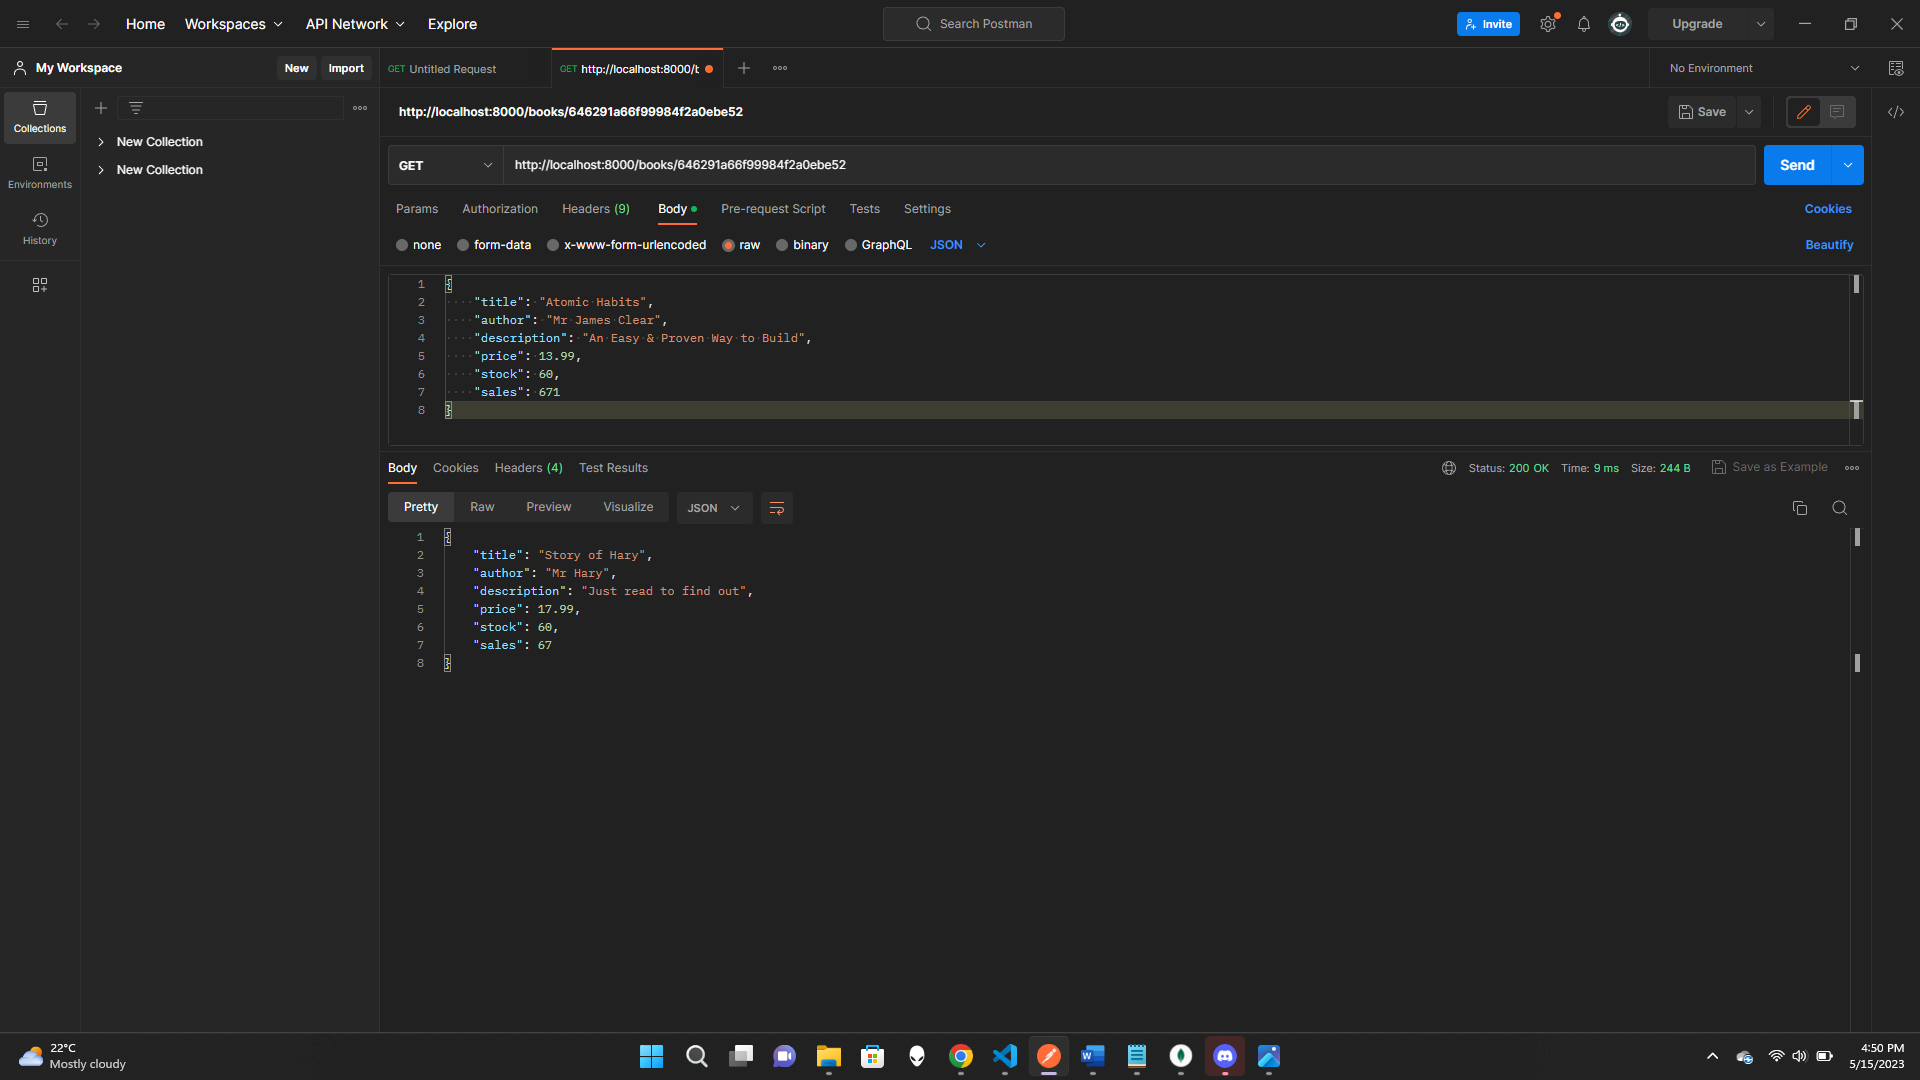 Home Workspaces API Network Explore Search Postman Invite Upgrade
My Workspace New Import GET Untitled Request GET http://localhost:8000/b No Environment
Collections
Environments
History
New Collection
New Collection
http://localhost:8000/books/646291a66f99984f2a0ebe52 Save
GET http://localhost:8000/books/646291a66f99984f2a0ebe52 Send
Params Authorization Headers (9) Body Pre-request Script Tests Settings Cookies
none form-data x-www-form-urlencoded raw binary GraphQL JSON Beautify
1 {
2 "title": "Atomic Habits",
3 "author": "Mr James Clear",
4 "description": "An Easy & Proven Way to Build",
5 "price": 13.99,
6 "stock": 60,
7 "sales": 671
8 }
Body Cookies Headers (4) Test Results Status: 200 OK Time: 9 ms Size: 244 B Save as Example
Pretty Raw Preview Visualize JSON
1 {
2 "title": "Story of Hary",
3 "author": "Mr Hary",
4 "description": "Just read to find out",
5 "price": 17.99,
6 "stock": 60,
7 "sales": 67
8 }
22°C
Mostly cloudy
4:50 PM
5/15/2023